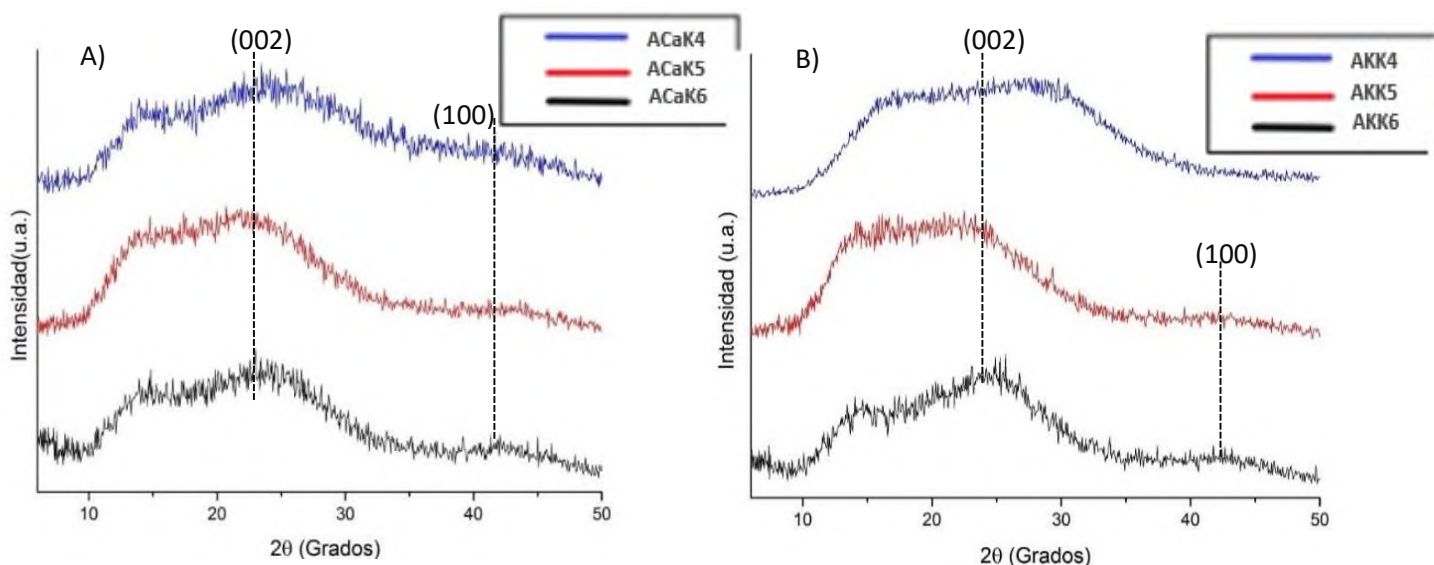 A)
(002)
(100)
ACaK4
ACaK5
ACaK6
Intensidad(u.a.)
10 20 30 40 50
2θ (Grados)
B)
(002)
(100)
AKK4
AKK5
AKK6
Intensidad (u.a.)
10 20 30 40 50
2θ (Grados)